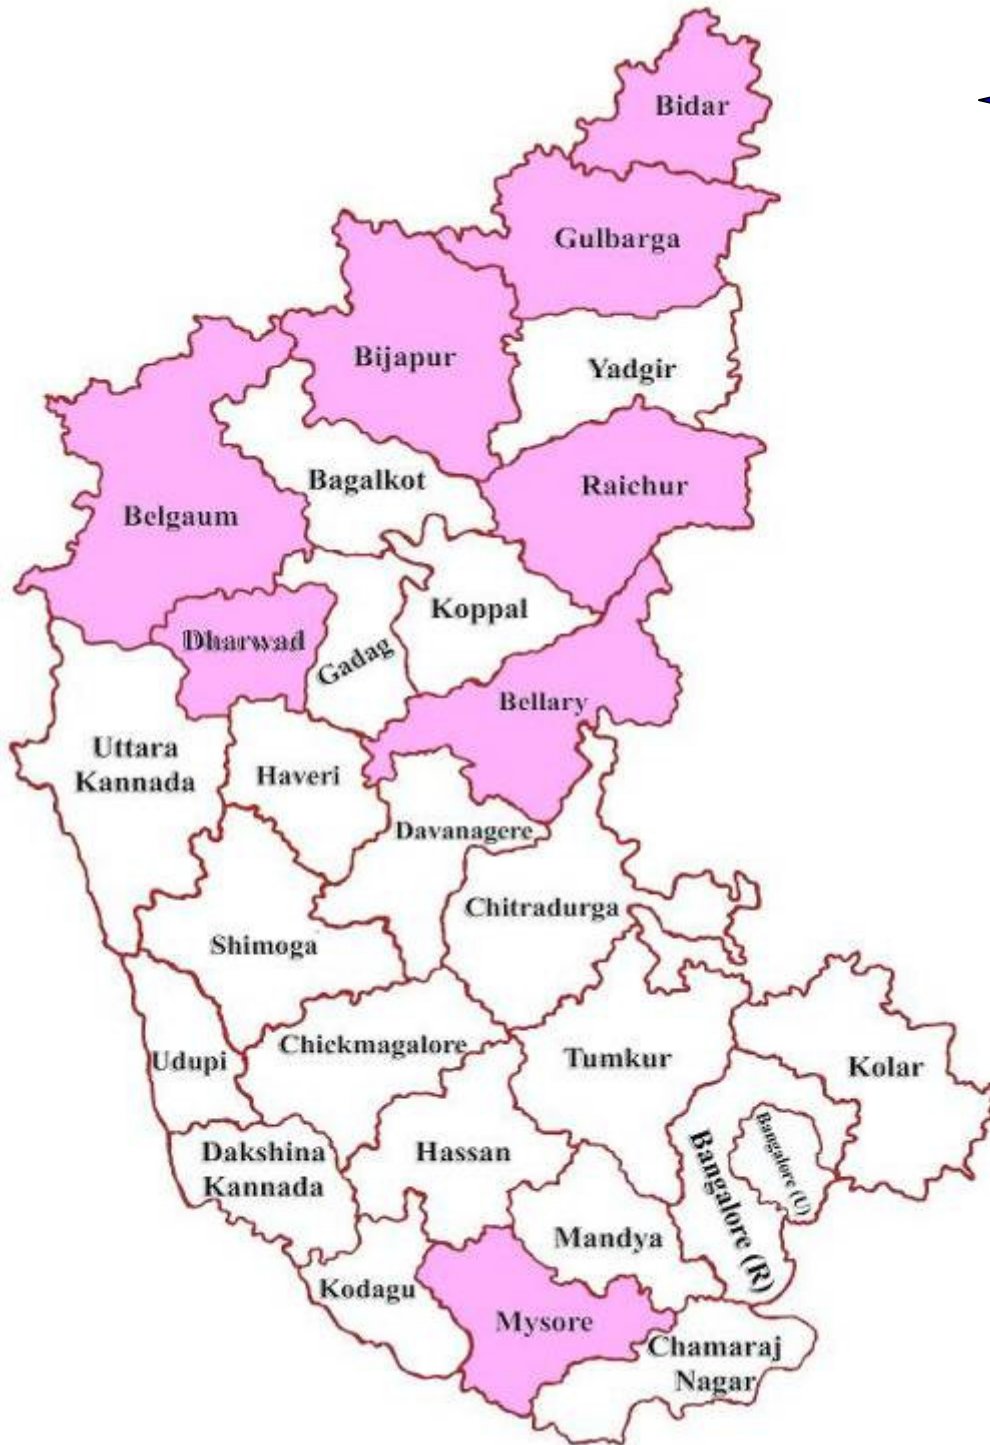 Bidar
Gulbarga
Bijapur
Yadgir
Bagalkot
Raichur
Belgaum
Koppal
Dharwad
Gadag
Bellary
Uttara
Kannada
Haveri
Davanagere
Chitradurga
Shimoga
Udupi
Chickmagalore
Tumkur
Kolar
Dakshina
Kannada
Hassan
Bangalore (U)
Bangalore (R)
Mandya
Kodagu
Mysore
Chamaraj
Nagar